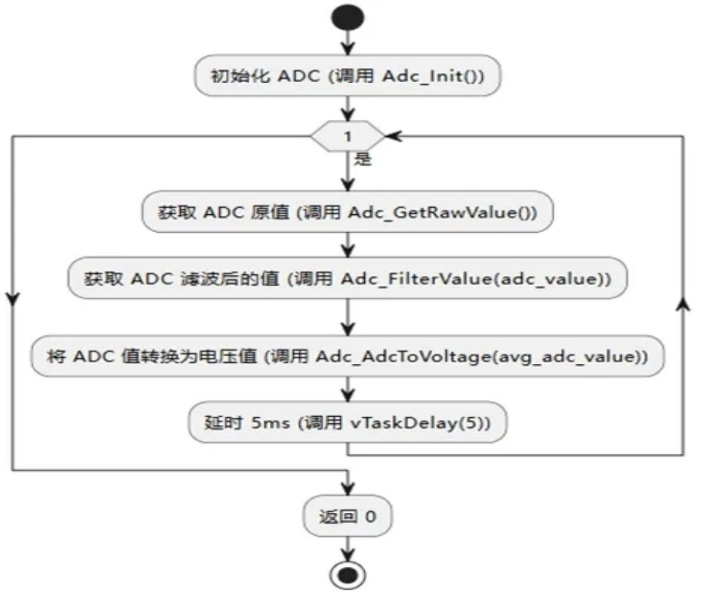 初始化 ADC (调用 Adc_Init())
1
是
获取 ADC 原值 (调用 Adc_GetRawValue())
获取 ADC 滤波后的值 (调用 Adc_FilterValue(adc_value))
将 ADC 值转换为电压值 (调用 Adc_AdcToVoltage(avg_adc_value))
延时 5ms (调用 vTaskDelay(5))
返回 0